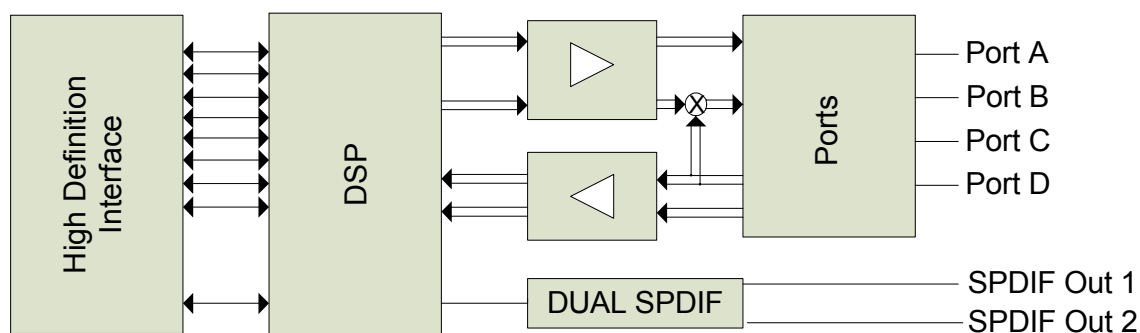 High Definition
Interface
DSP
X
Ports
Port A
Port B
Port C
Port D
DUAL SPDIF
SPDIF Out 1
SPDIF Out 2